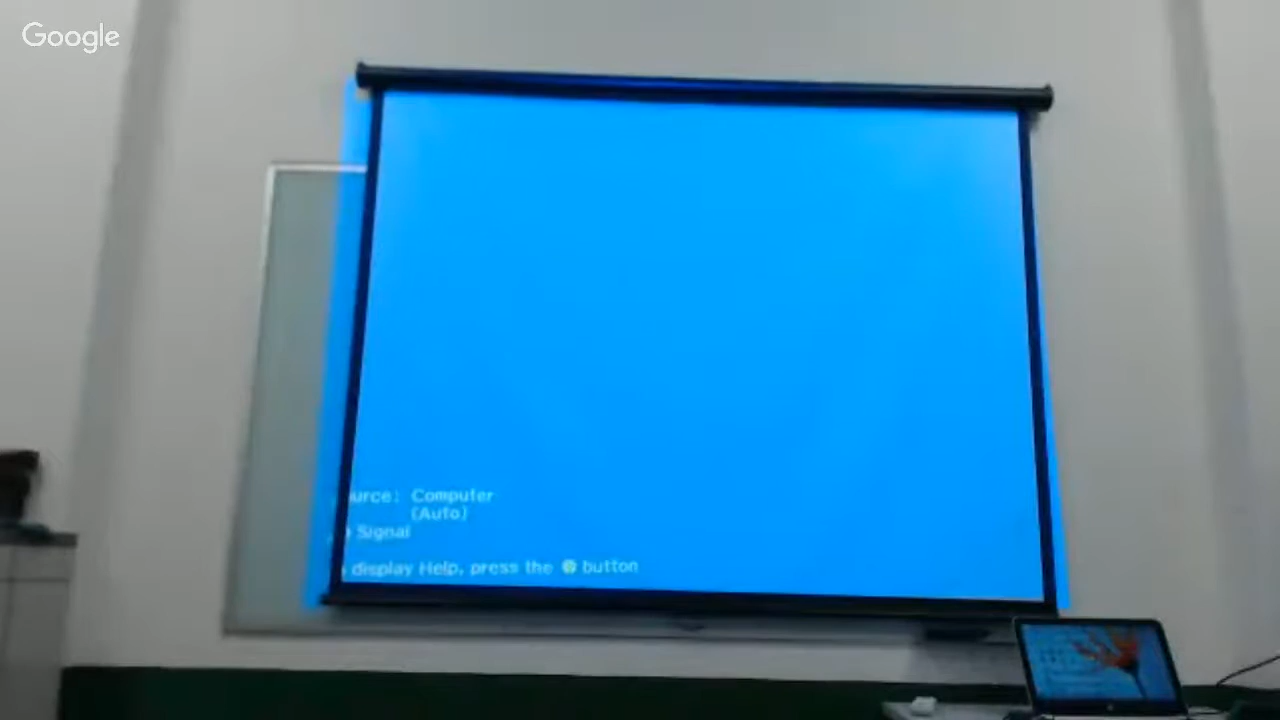 Google
urce: Computer
(Auto)
Signal
display Help, press the button